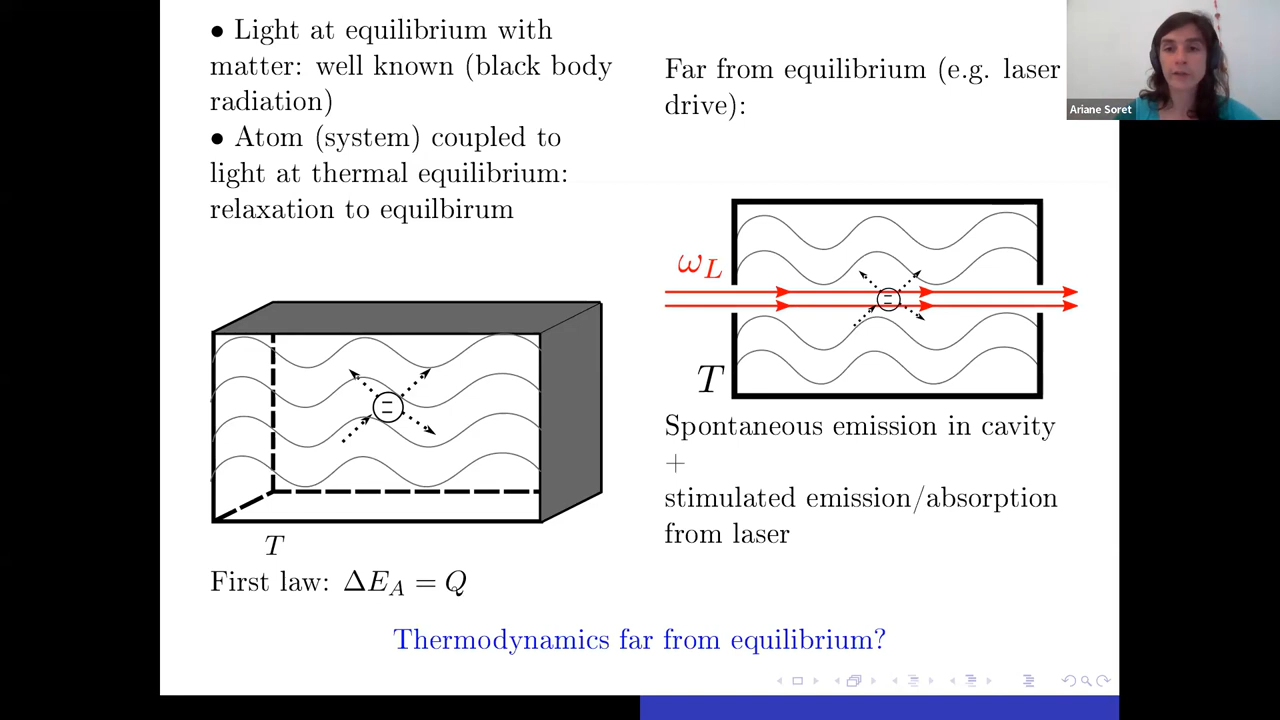 • Light at equilibrium with
matter: well known (black body
radiation)
• Atom (system) coupled to
light at thermal equilibrium:
relaxation to equilbirum
T
First law: ΔE_A = Q
Far from equilibrium (e.g. laser
drive):
ω_L
T
Spontaneous emission in cavity
+
stimulated emission/absorption
from laser
Thermodynamics far from equilibrium?
Ariane Soret